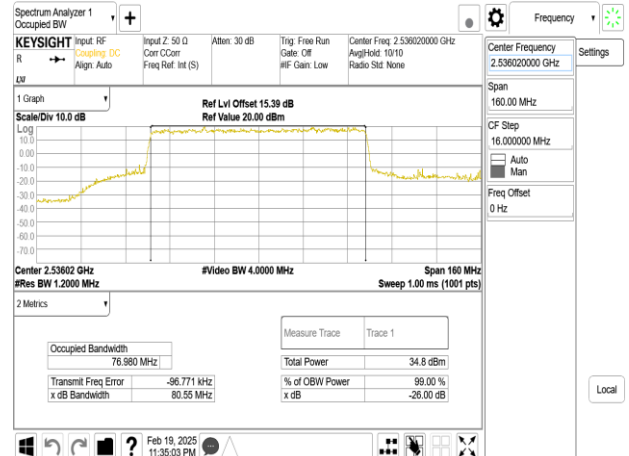 Spectrum Analyzer 1
Occupied BW
Frequency
KEYSIGHT
R
LXI
Input: RF
Coupling: DC
Align: Auto
Input Z: 50 Ω
Corr CCorr
Freq Ref: Int (S)
Atten: 30 dB
Trig: Free Run
Gate: Off
#IF Gain: Low
Center Freq: 2.536020000 GHz
Avg|Hold: 10/10
Radio Std: None
Center Frequency
2.536020000 GHz
Settings
Span
160.00 MHz
CF Step
16.000000 MHz
Auto
Man
Freq Offset
0 Hz
Local
1 Graph
Scale/Div 10.0 dB
Ref Lvl Offset 15.39 dB
Ref Value 20.00 dBm
Log
10.0
0.00
-10.0
-20.0
-30.0
-40.0
-50.0
-60.0
-70.0
Center 2.53602 GHz
#Res BW 1.2000 MHz
#Video BW 4.0000 MHz
Span 160 MHz
Sweep 1.00 ms (1001 pts)
2 Metrics
Measure Trace Trace 1
Occupied Bandwidth
76.980 MHz
Total Power 34.8 dBm
Transmit Freq Error -96.771 kHz
% of OBW Power 99.00 %
x dB Bandwidth 80.55 MHz
x dB -26.00 dB
Feb 19, 2025
11:35:03 PM